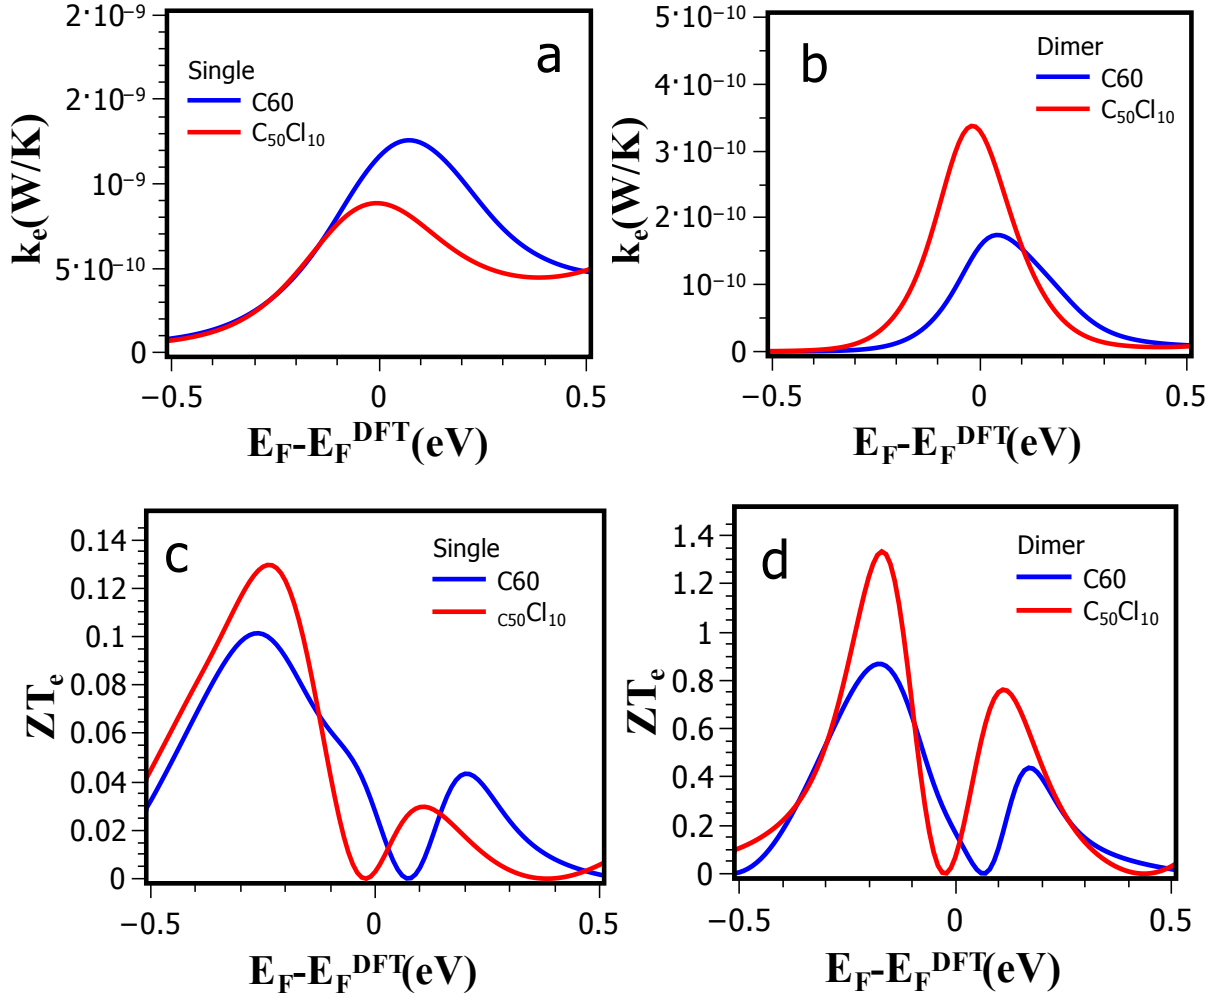 2·10⁻⁹
2·10⁻⁹
10⁻⁹
5·10⁻¹⁰
0
kₑ(W/K)
a
Single
C60
C₅₀Cl₁₀
−0.5
0
0.5
E_F-E_F^DFT(eV)
5·10⁻¹⁰
4·10⁻¹⁰
3·10⁻¹⁰
2·10⁻¹⁰
10⁻¹⁰
0
kₑ(W/K)
b
Dimer
C60
C₅₀Cl₁₀
−0.5
0
0.5
E_F-E_F^DFT(eV)
0.14
0.12
0.1
0.08
0.06
0.04
0.02
0
ZTₑ
c
Single
C60
C₅₀Cl₁₀
−0.5
0
0.5
E_F-E_F^DFT(eV)
1.4
1.2
1
0.8
0.6
0.4
0.2
0
ZTₑ
d
Dimer
C60
C₅₀Cl₁₀
−0.5
0
0.5
E_F-E_F^DFT(eV)